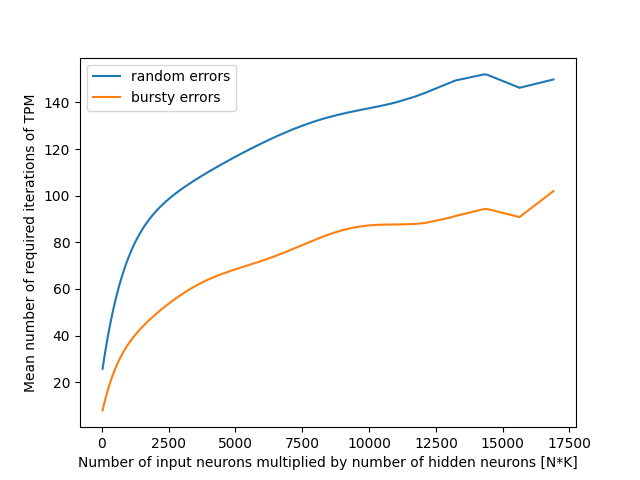 random errors
bursty errors
Mean number of required iterations of TPM
140
120
100
80
60
40
20
0 2500 5000 7500 10000 12500 15000 17500
Number of input neurons multiplied by number of hidden neurons [N*K]